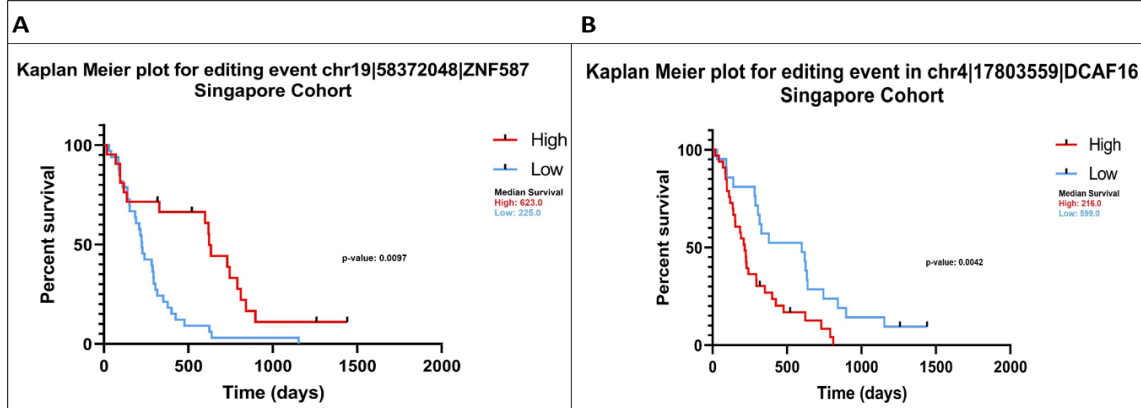 A
Kaplan Meier plot for editing event chr19|58372048|ZNF587
Singapore Cohort
Percent survival
100
50
0
0
500
1000
1500
2000
Time (days)
High
Low
Median Survival
High: 623.0
Low: 225.0
p-value: 0.0097
B
Kaplan Meier plot for editing event in chr4|17803559|DCAF16
Singapore Cohort
Percent survival
100
50
0
0
500
1000
1500
2000
Time (days)
High
Low
Median Survival
High: 216.0
Low: 599.0
p-value: 0.0042